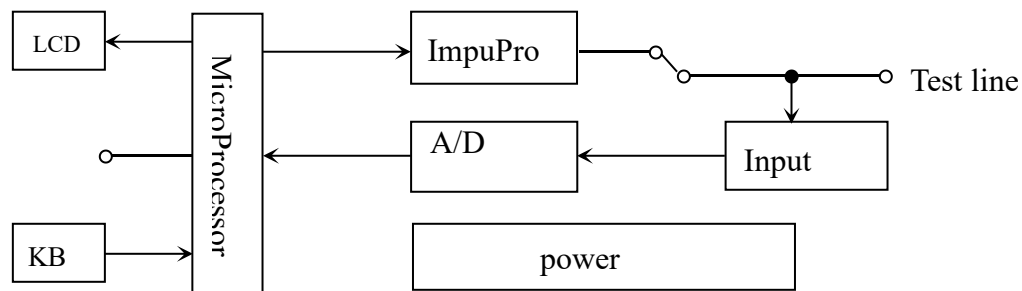 LCD
MicroProcessor
ImpuPro
Test line
A/D
Input
KB
power